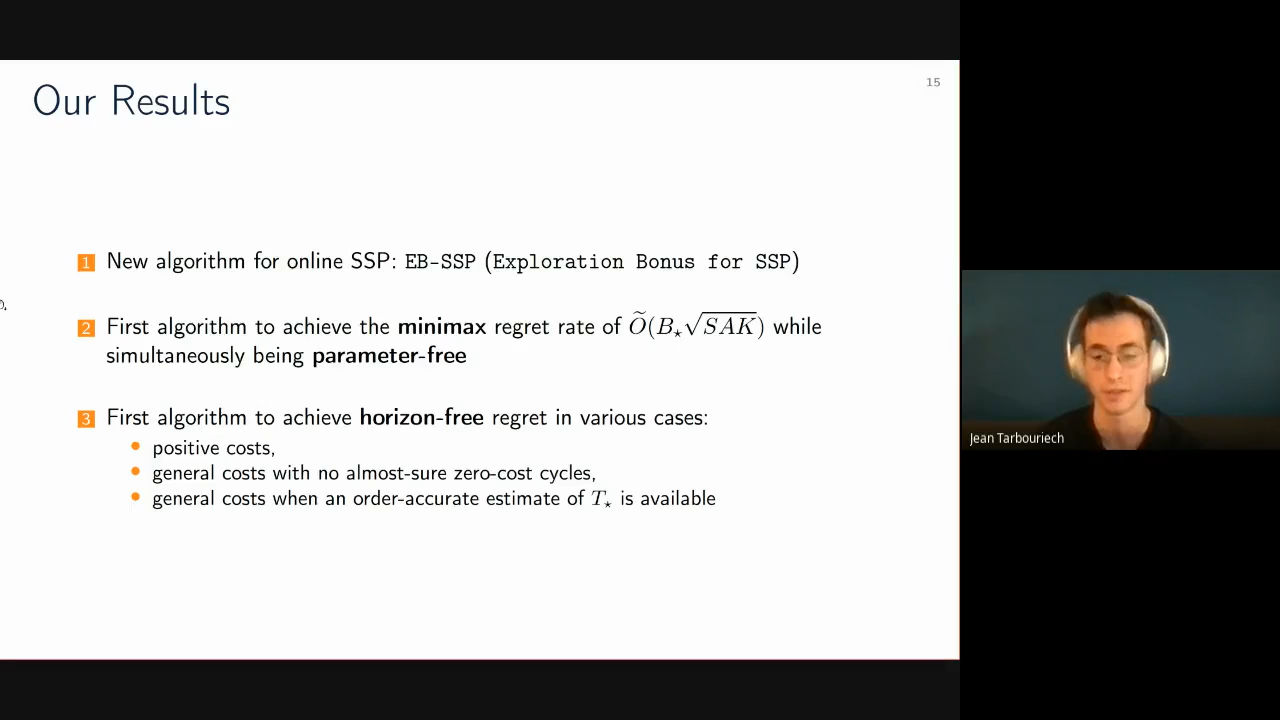 15
Our Results
1 New algorithm for online SSP: EB-SSP (Exploration Bonus for SSP)
2 First algorithm to achieve the minimax regret rate of Õ(B⋆√SAK) while
simultaneously being parameter-free
3 First algorithm to achieve horizon-free regret in various cases:
• positive costs,
• general costs with no almost-sure zero-cost cycles,
• general costs when an order-accurate estimate of T⋆ is available
Jean Tarbouriech